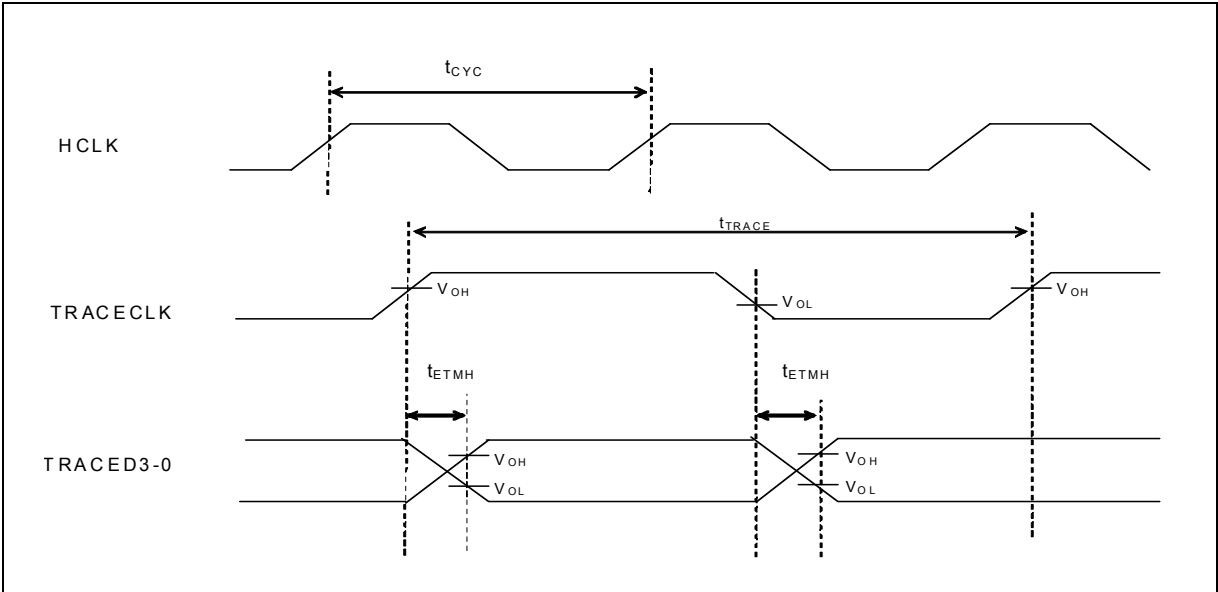 tCYC
HCLK
tTRACE
VOH
VOL
VOH
TRACECLK
tETMH
tETMH
TRACED3-0
VOH
VOH
VOL
VOL